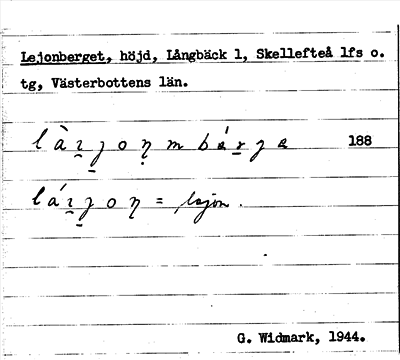 Lejonberget, höjd, Långbäck 1, Skellefteå lfs o.
tg, Västerbottens län.
188
= lejon.
G. Widmark, 1944.